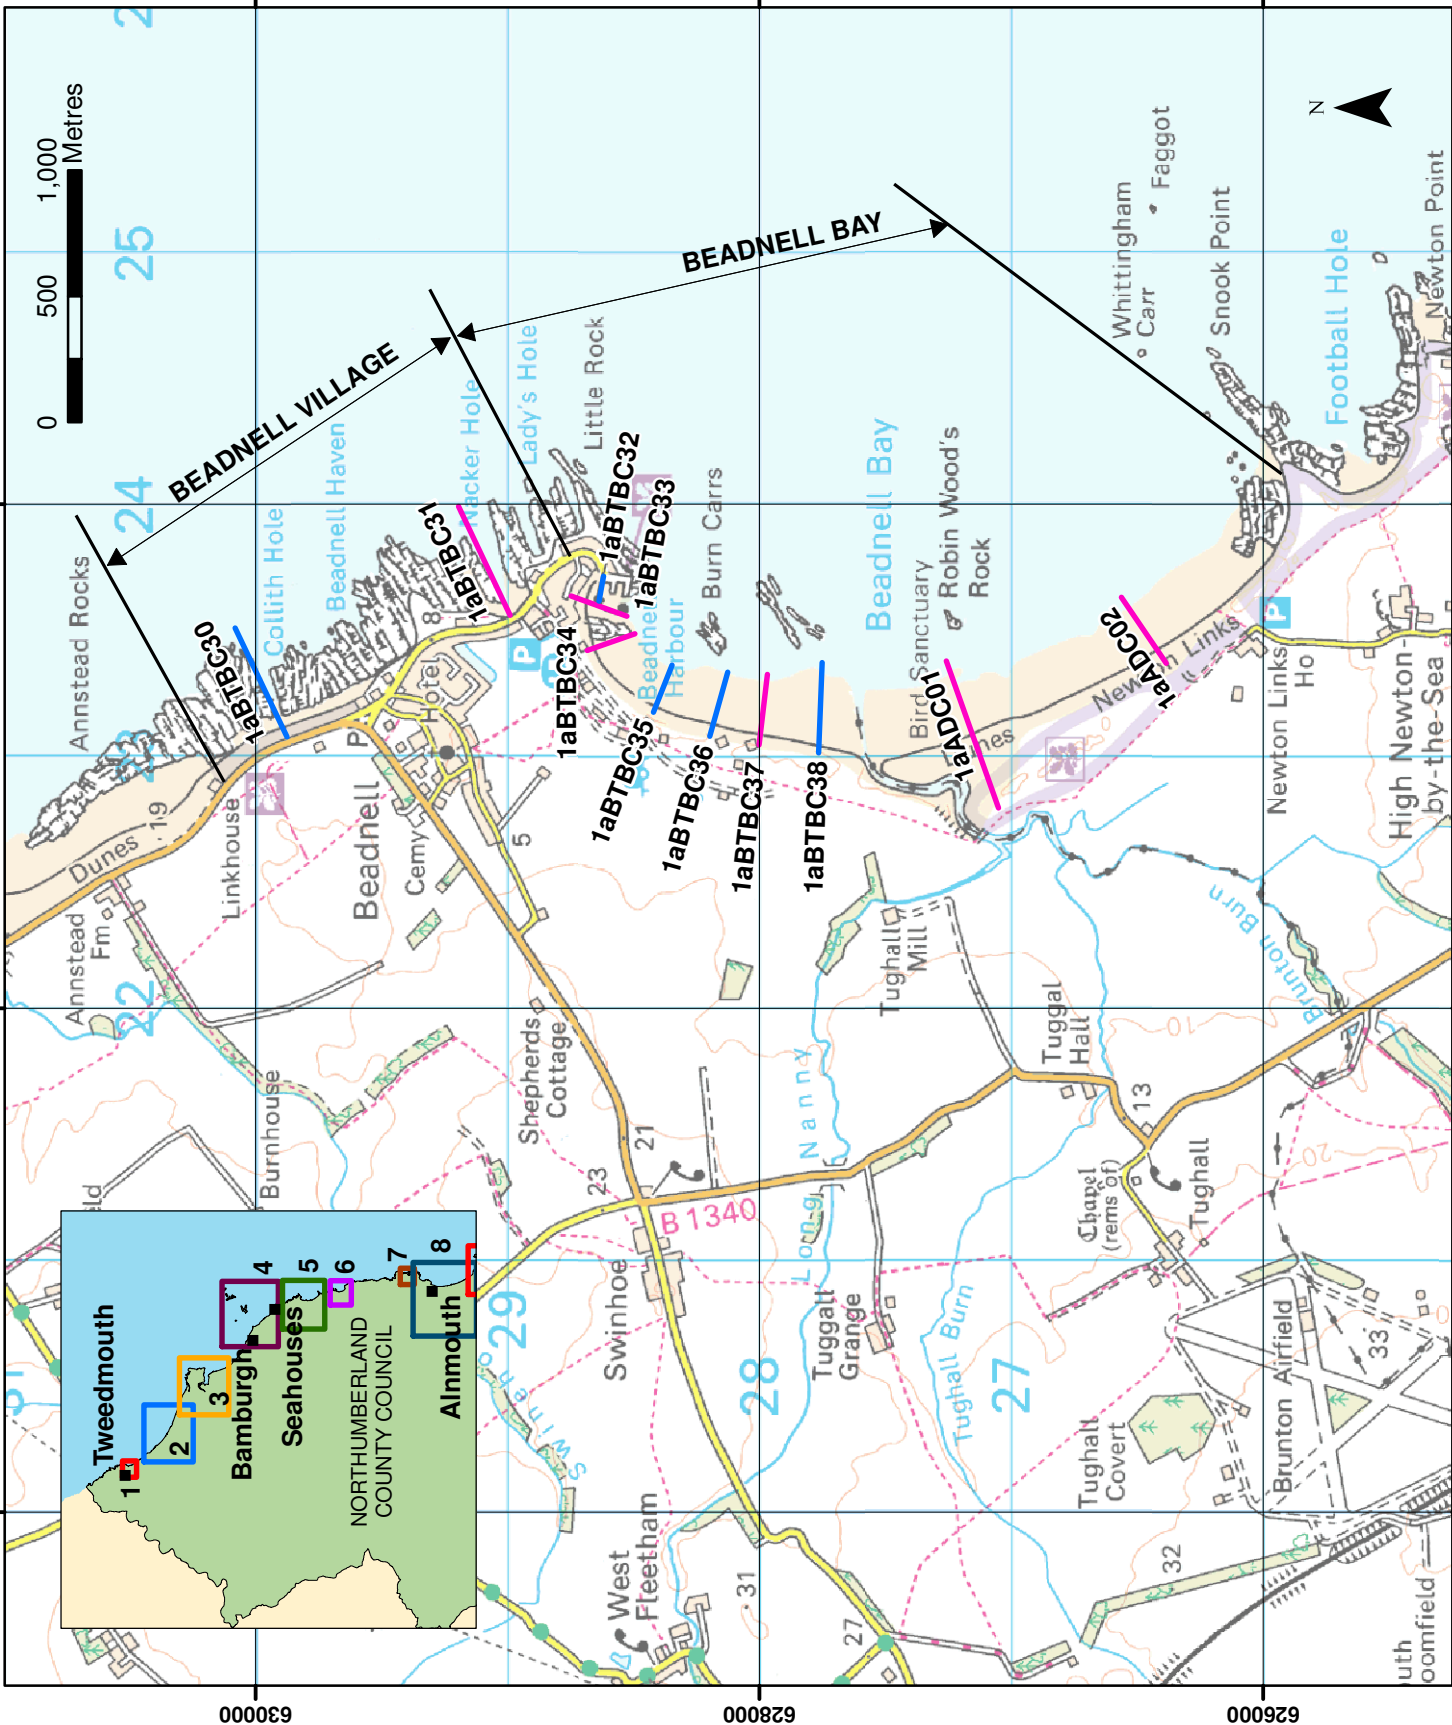 0 500 1,000
Metres
25
24
23
22
29
28
27
630000
628000
626000
N
BEADNELL VILLAGE
BEADNELL BAY
Annstead Rocks
Collith Hole
Beadnell Haven
Nacker Hole
Lady's Hole
Little Rock
Burn Carrs
Beadnell
Harbour
Beadnell Bay
Bird Sanctuary
Robin Wood's
Rock
Whittingham
Carr
Faggot
Snook Point
Football Hole
Newton Point
1aBTBC30
1aBTBC31
1aBTBC32
1aBTBC33
1aBTBC34
1aBTBC35
1aBTBC36
1aBTBC37
1aBTBC38
1aADC01
1aADC02
Dunes
19
Linkhouse
Annstead
Fm
Beadnell
Cemy
Hotel
P
P
P
8
5
Burnhouse
Shepherds
Cottage
21
23
B 1340
Swinhoe
Swinhoe
Tughall
Mill
Long Nanny
Tuggal
Hall
Tuggall
Grange
Tughall Burn
Chapel
(rems of)
Tughall
13
10
20
Brunton Burn
Links
Newton Links
Ho
High Newton-
by-the-Sea
Tughall
Covert
Brunton Airfield
33
32
31
27
West
Fleetham
Tweedmouth
Bamburgh
Seahouses
Alnmouth
NORTHUMBERLAND
COUNTY COUNCIL
1
2
3
4
5
6
7
8